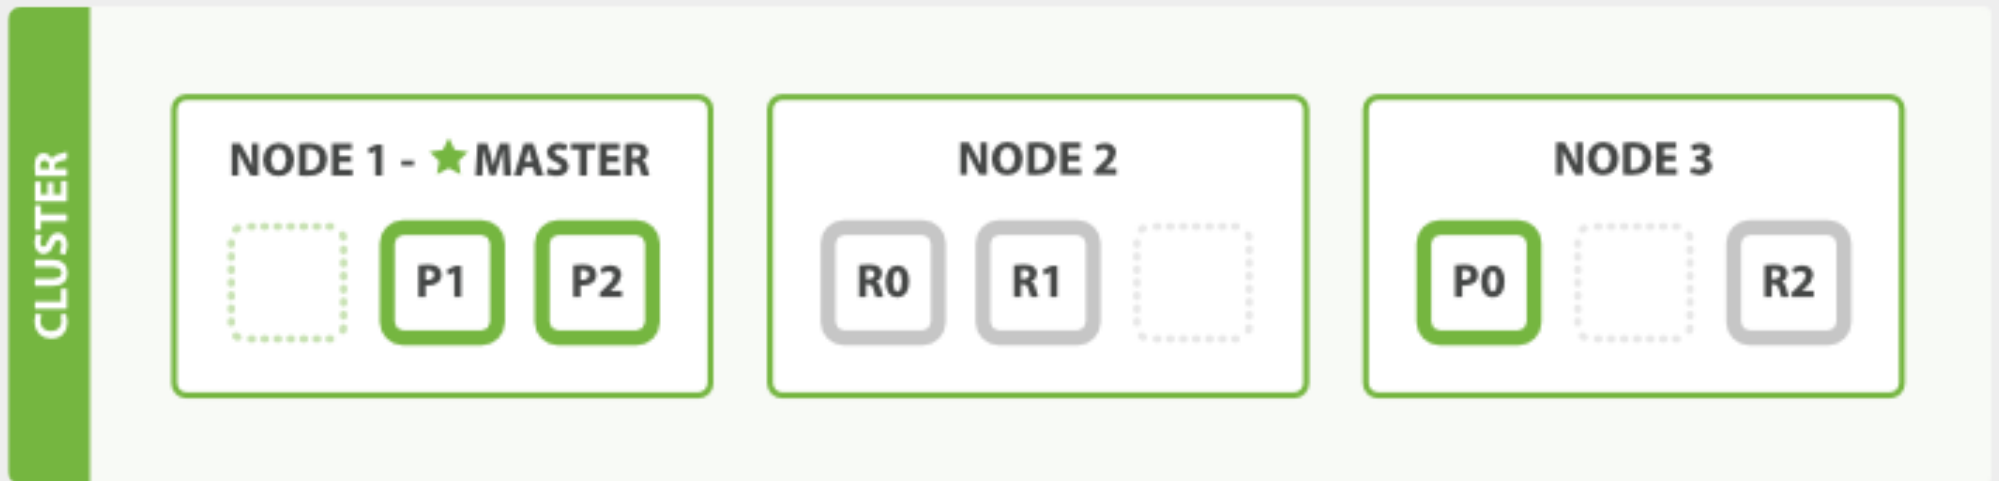 CLUSTER
NODE 1 - ★ MASTER
P1 P2
NODE 2
R0 R1
NODE 3
P0 R2